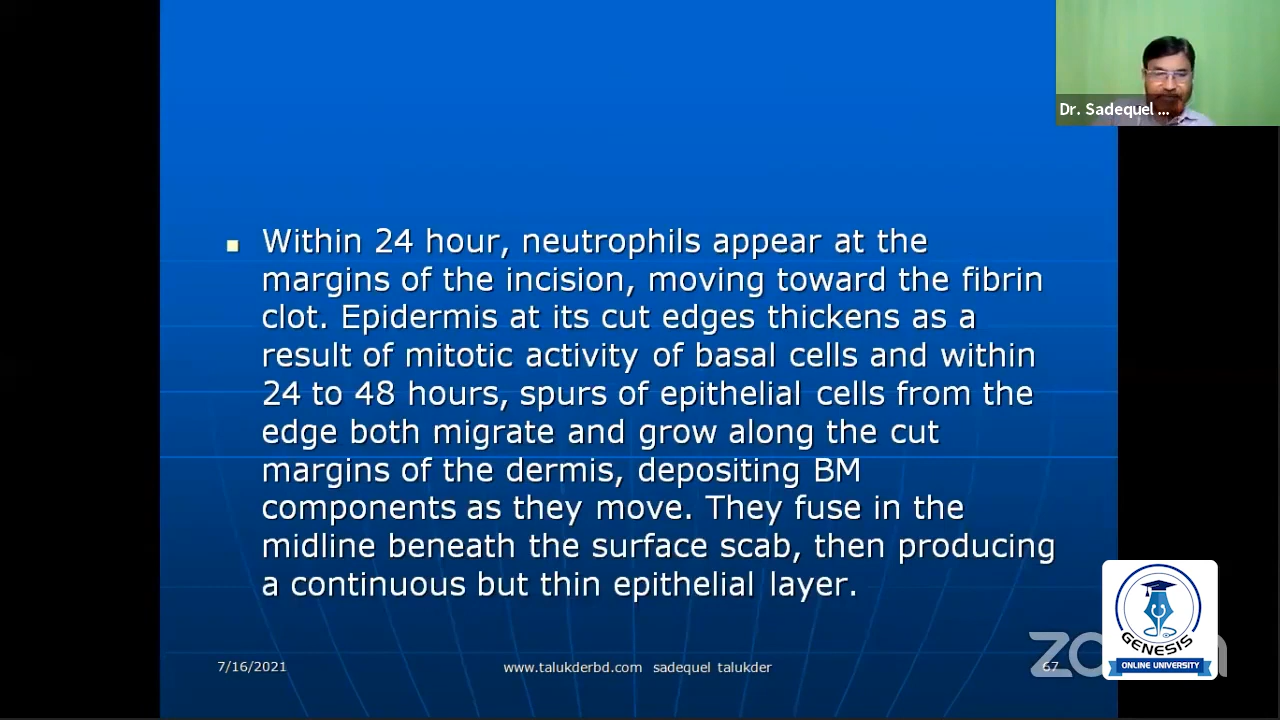 Dr. Sadequel ...
Within 24 hour, neutrophils appear at the
margins of the incision, moving toward the fibrin
clot. Epidermis at its cut edges thickens as a
result of mitotic activity of basal cells and within
24 to 48 hours, spurs of epithelial cells from the
edge both migrate and grow along the cut
margins of the dermis, depositing BM
components as they move. They fuse in the
midline beneath the surface scab, then producing
a continuous but thin epithelial layer.
7/16/2021
www.talukderbd.com sadequel talukder
67
GENESIS
ONLINE UNIVERSITY